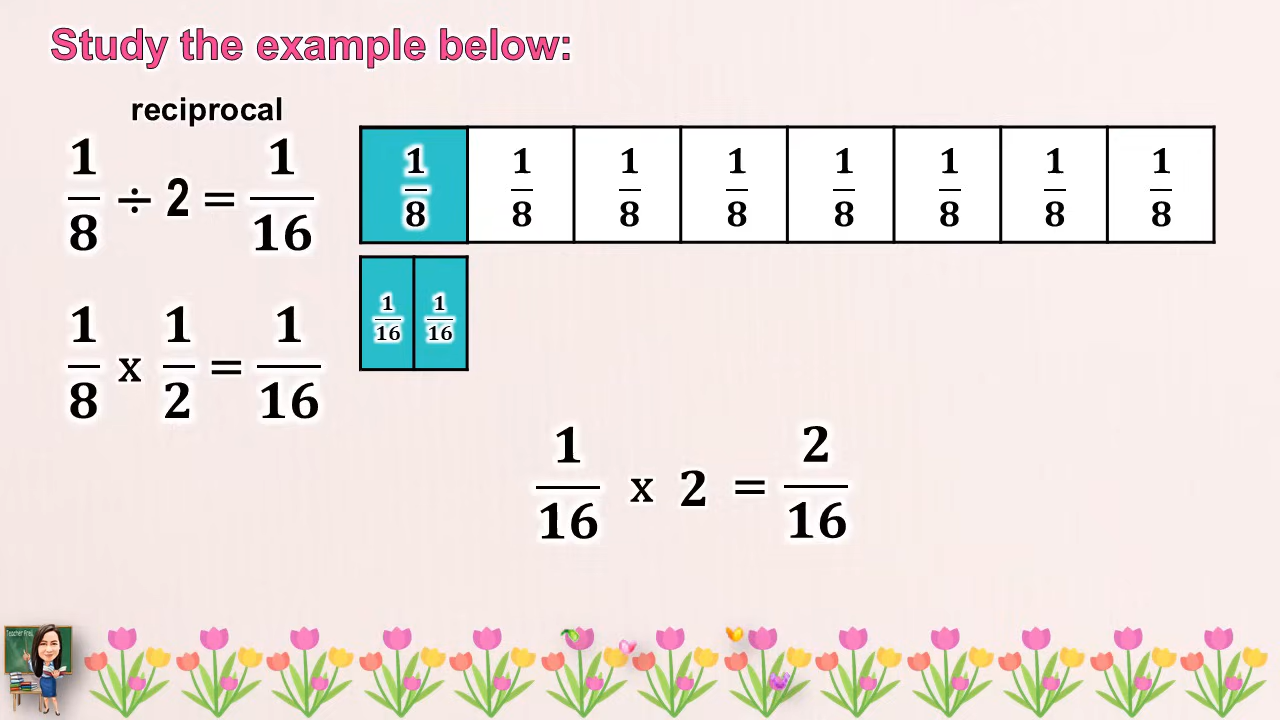 Study the example below:
reciprocal
1/8 ÷ 2 = 1/16
1/8 1/8 1/8 1/8 1/8 1/8 1/8 1/8
1/16 1/16
1/8 x 1/2 = 1/16
1/16 x 2 = 2/16